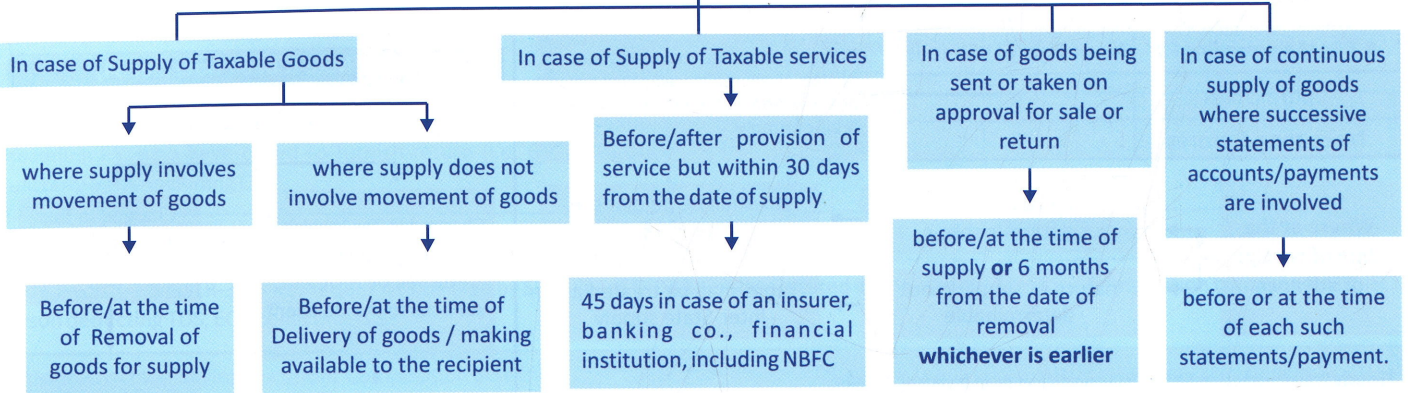 In case of Supply of Taxable Goods
where supply involves
movement of goods
Before/at the time
of Removal of
goods for supply
where supply does not
involve movement of goods
Before/at the time of
Delivery of goods / making
available to the recipient
In case of Supply of Taxable services
Before/after provision of
service but within 30 days
from the date of supply
45 days in case of an insurer,
banking co., financial
institution, including NBFC
In case of goods being
sent or taken on
approval for sale or
return
before/at the time of
supply or 6 months
from the date of
removal
whichever is earlier
In case of continuous
supply of goods
where successive
statements of
accounts/payments
are involved
before or at the time
of each such
statements/payment.